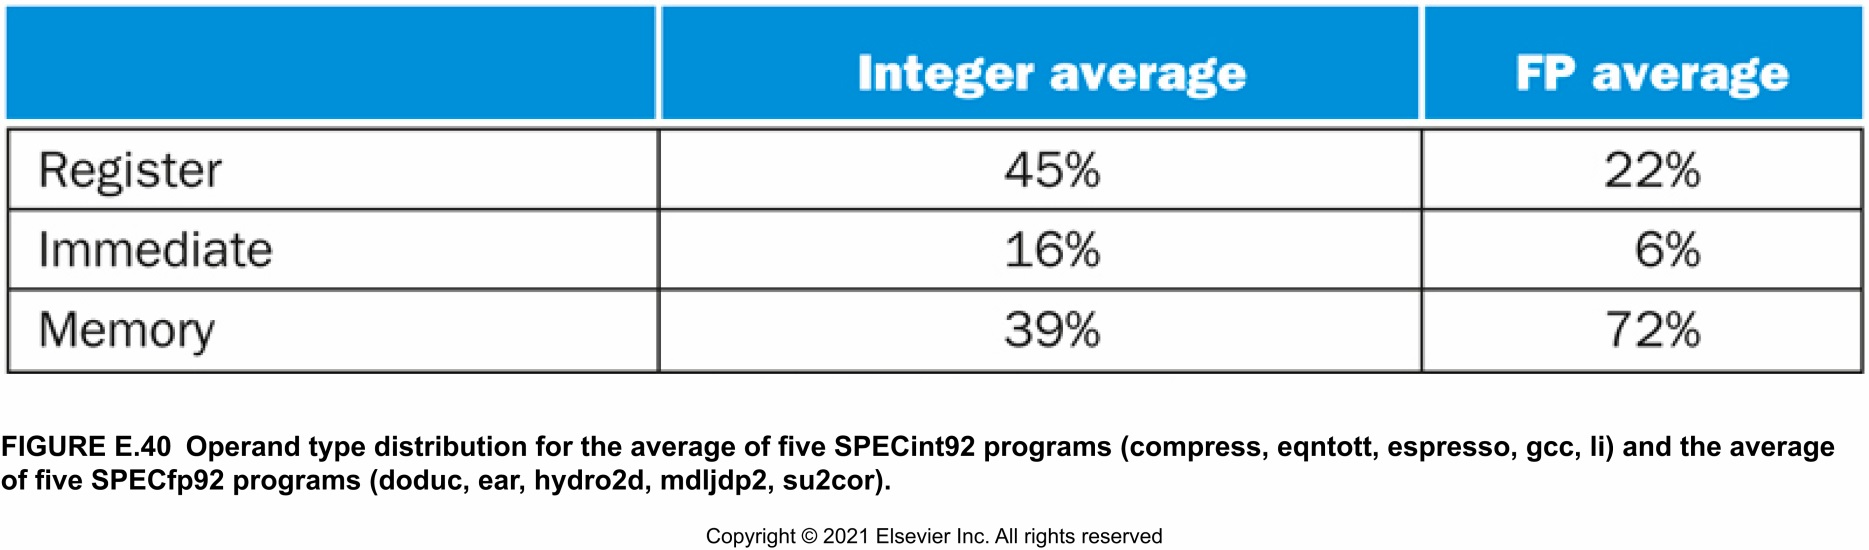 Integer average FP average
Register 45% 22%
Immediate 16% 6%
Memory 39% 72%
FIGURE E.40 Operand type distribution for the average of five SPECint92 programs (compress, eqntott, espresso, gcc, li) and the average
of five SPECfp92 programs (doduc, ear, hydro2d, mdljdp2, su2cor).
Copyright © 2021 Elsevier Inc. All rights reserved